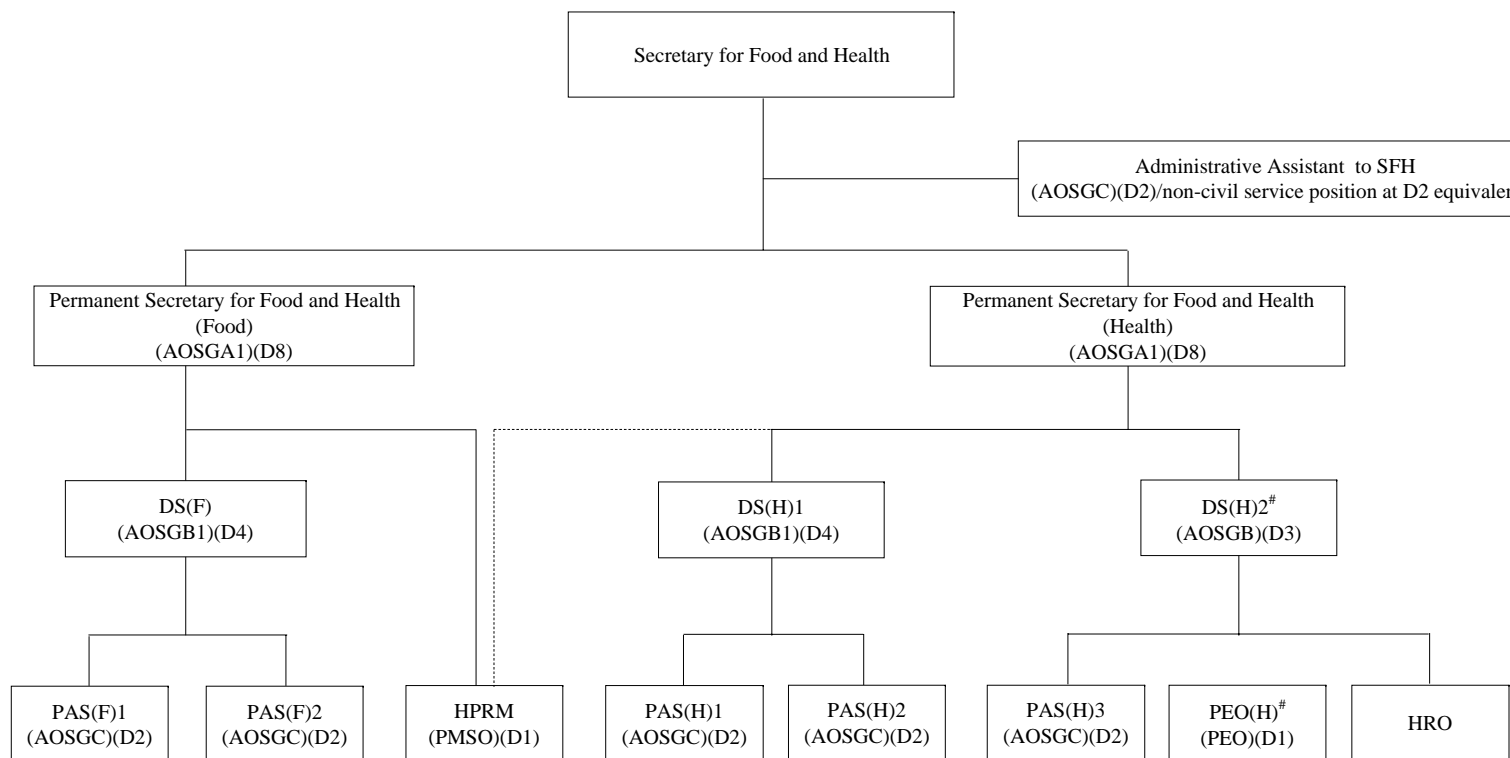 Secretary for Food and Health
Administrative Assistant to SFH
(AOSGC)(D2)/non-civil service position at D2 equivalen
Permanent Secretary for Food and Health
(Food)
(AOSGA1)(D8)
Permanent Secretary for Food and Health
(Health)
(AOSGA1)(D8)
DS(F)
(AOSGB1)(D4)
DS(H)1
(AOSGB1)(D4)
DS(H)2#
(AOSGB)(D3)
PAS(F)1
(AOSGC)(D2)
PAS(F)2
(AOSGC)(D2)
HPRM
(PMSO)(D1)
PAS(H)1
(AOSGC)(D2)
PAS(H)2
(AOSGC)(D2)
PAS(H)3
(AOSGC)(D2)
PEO(H)#
(PEO)(D1)
HRO